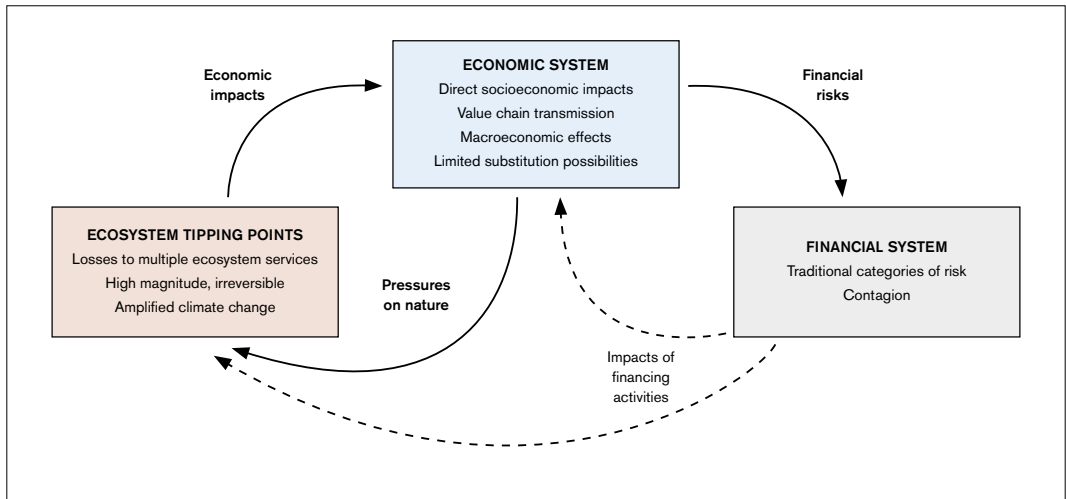 Economic
impacts
ECONOMIC SYSTEM
Direct socioeconomic impacts
Value chain transmission
Macroeconomic effects
Limited substitution possibilities
Financial
risks
ECOSYSTEM TIPPING POINTS
Losses to multiple ecosystem services
High magnitude, irreversible
Amplified climate change
Pressures
on nature
FINANCIAL SYSTEM
Traditional categories of risk
Contagion
Impacts of
financing
activities